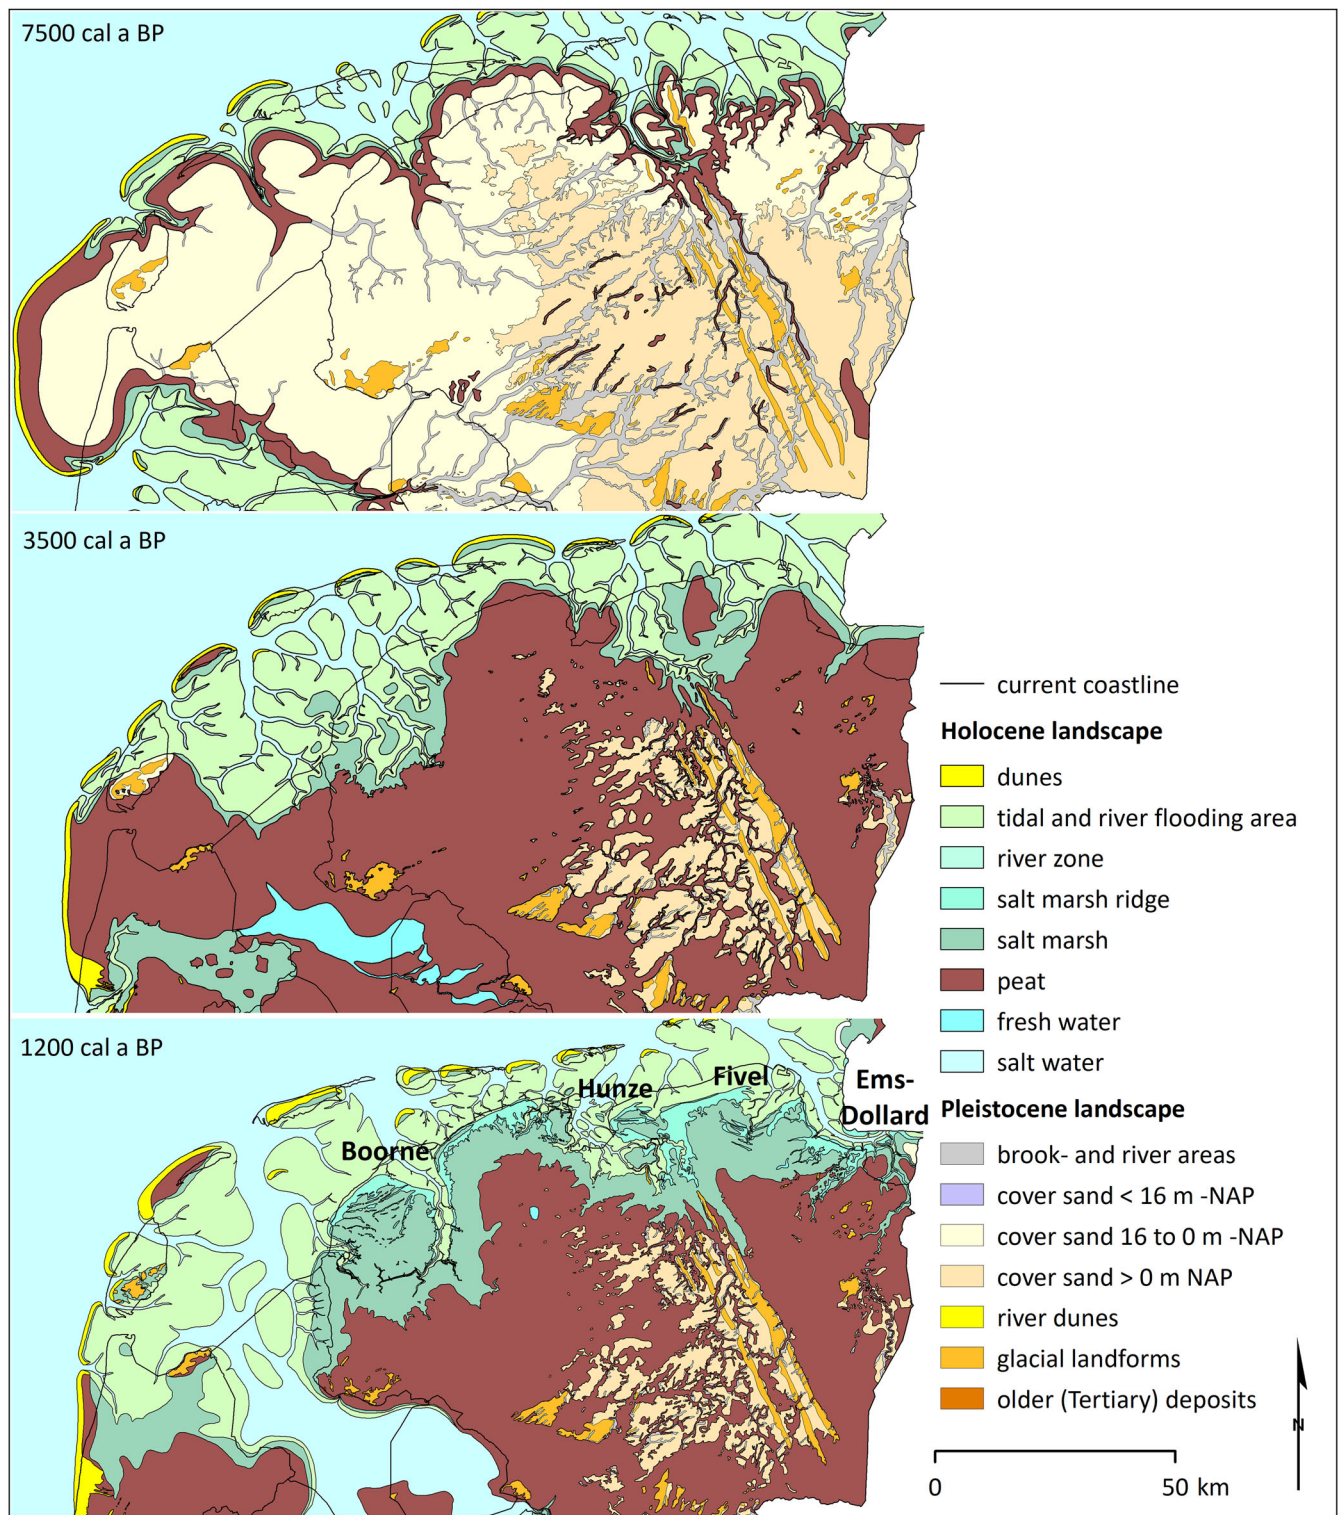 7500 cal a BP
3500 cal a BP
1200 cal a BP
Boorne
Hunze
Fivel
Ems-
Dollard
current coastline
Holocene landscape
dunes
tidal and river flooding area
river zone
salt marsh ridge
salt marsh
peat
fresh water
salt water
Pleistocene landscape
brook- and river areas
cover sand < 16 m -NAP
cover sand 16 to 0 m -NAP
cover sand > 0 m NAP
river dunes
glacial landforms
older (Tertiary) deposits
N
0 50 km